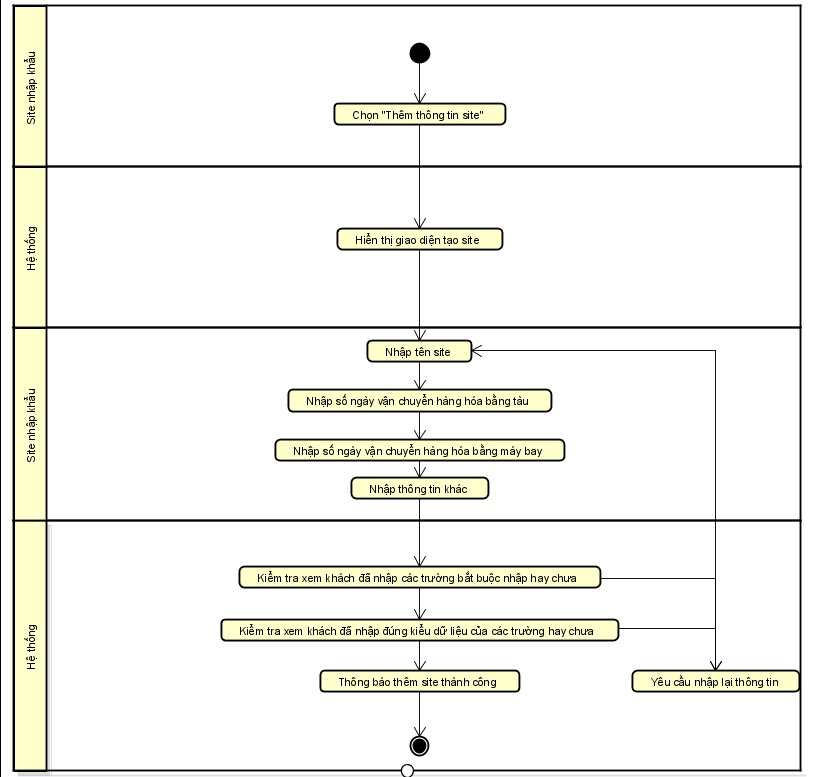 Site nhập khẩu
Chọn "Thêm thông tin site"
Hệ thống
Hiển thị giao diện tạo site
Site nhập khẩu
Nhập tên site
Nhập số ngày vận chuyển hàng hóa bằng tàu
Nhập số ngày vận chuyển hàng hóa bằng máy bay
Nhập thông tin khác
Hệ thống
Kiểm tra xem khách đã nhập các trường bắt buộc nhập hay chưa
Kiểm tra xem khách đã nhập đúng kiểu dữ liệu của các trường hay chưa
Thông báo thêm site thành công
Yêu cầu nhập lại thông tin